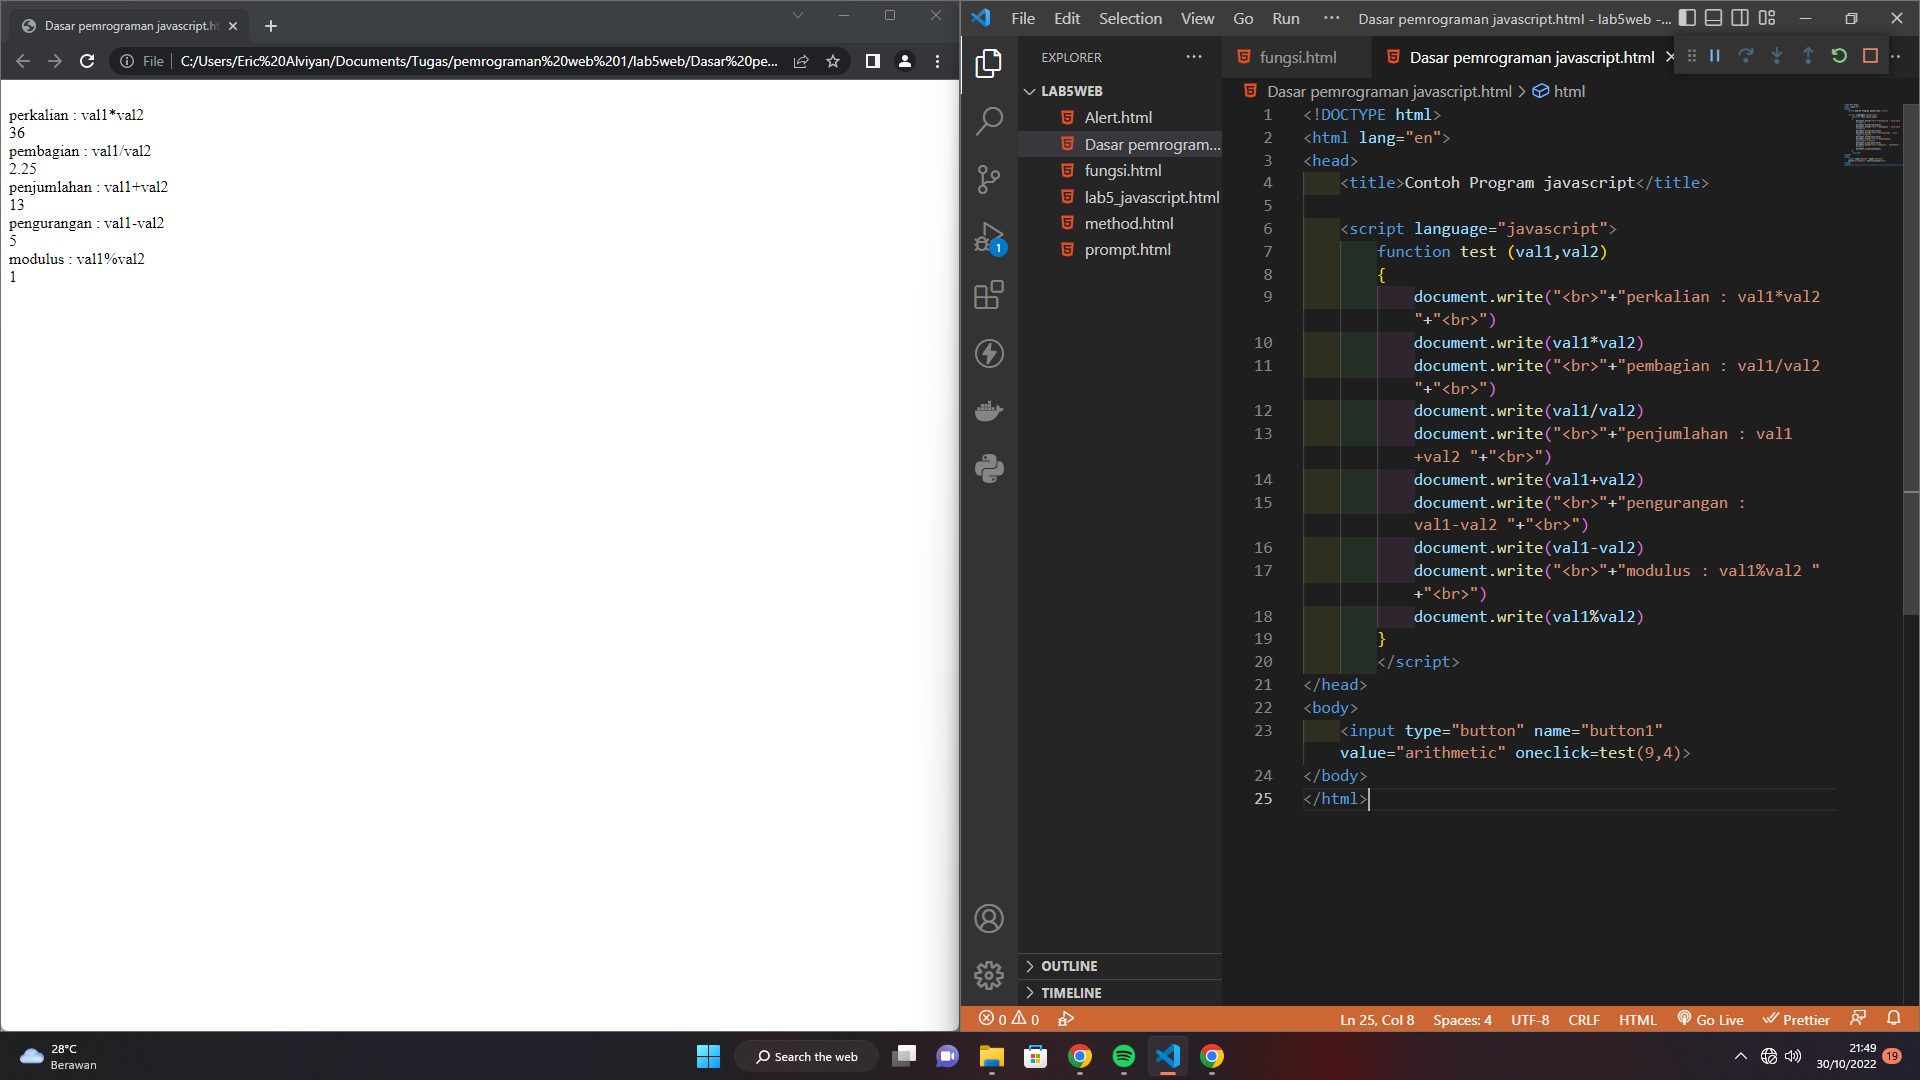 Dasar pemrograman javascript.ht
File
C:/Users/Eric%20Alviyan/Documents/Tugas/pemrograman%20web%201/lab5web/Dasar%20pe...
perkalian : val1*val2
36
pembagian : val1/val2
2.25
penjumlahan : val1+val2
13
pengurangan : val1-val2
5
modulus : val1%val2
1
File Edit Selection View Go Run ··· Dasar pemrograman javascript.html - lab5web -...
EXPLORER ···
LAB5WEB
Alert.html
Dasar pemrogram...
fungsi.html
lab5_javascript.html
method.html
prompt.html
OUTLINE
TIMELINE
1
fungsi.html Dasar pemrograman javascript.html
Dasar pemrograman javascript.html > html
1 <!DOCTYPE html>
2 <html lang="en">
3 <head>
4 <title>Contoh Program javascript</title>
5
6 <script language="javascript">
7 function test (val1,val2)
8 {
9 document.write("<br>"+"perkalian : val1*val2
"+"<br>")
10 document.write(val1*val2)
11 document.write("<br>"+"pembagian : val1/val2
"+"<br>")
12 document.write(val1/val2)
13 document.write("<br>"+"penjumlahan : val1
+val2 "+"<br>")
14 document.write(val1+val2)
15 document.write("<br>"+"pengurangan :
val1-val2 "+"<br>")
16 document.write(val1-val2)
17 document.write("<br>"+"modulus : val1%val2 "
+"<br>")
18 document.write(val1%val2)
19 }
20 </script>
21 </head>
22 <body>
23 <input type="button" name="button1"
value="arithmetic" oneclick=test(9,4)>
24 </body>
25 </html>
0 0 Ln 25, Col 8 Spaces: 4 UTF-8 CRLF HTML Go Live Prettier
28°C
Berawan
Search the web
21:49
30/10/2022
19